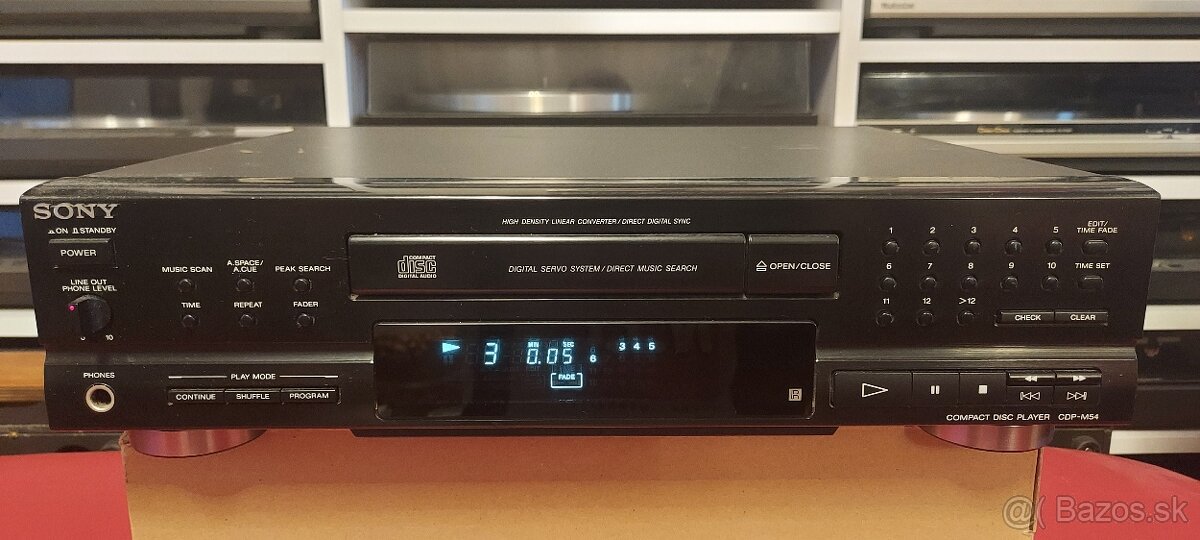 SONY
ON STANDBY
POWER
LINE OUT
PHONE LEVEL
0 10
PHONES
MUSIC SCAN
A.SPACE/
A.CUE
PEAK SEARCH
TIME
REPEAT
FADER
PLAY MODE
CONTINUE
SHUFFLE
PROGRAM
HIGH DENSITY LINEAR CONVERTER/DIRECT DIGITAL SYNC
COMPACT
disc
DIGITAL AUDIO
DIGITAL SERVO SYSTEM/DIRECT MUSIC SEARCH
OPEN/CLOSE
MIN SEC
3 0.05 6 3 4 5
FADE
1 2 3 4 5
EDIT/
TIME FADE
6 7 8 9 10
TIME SET
11 12 >12
CHECK
CLEAR
COMPACT DISC PLAYER CDP-M54
@( Bazos.sk